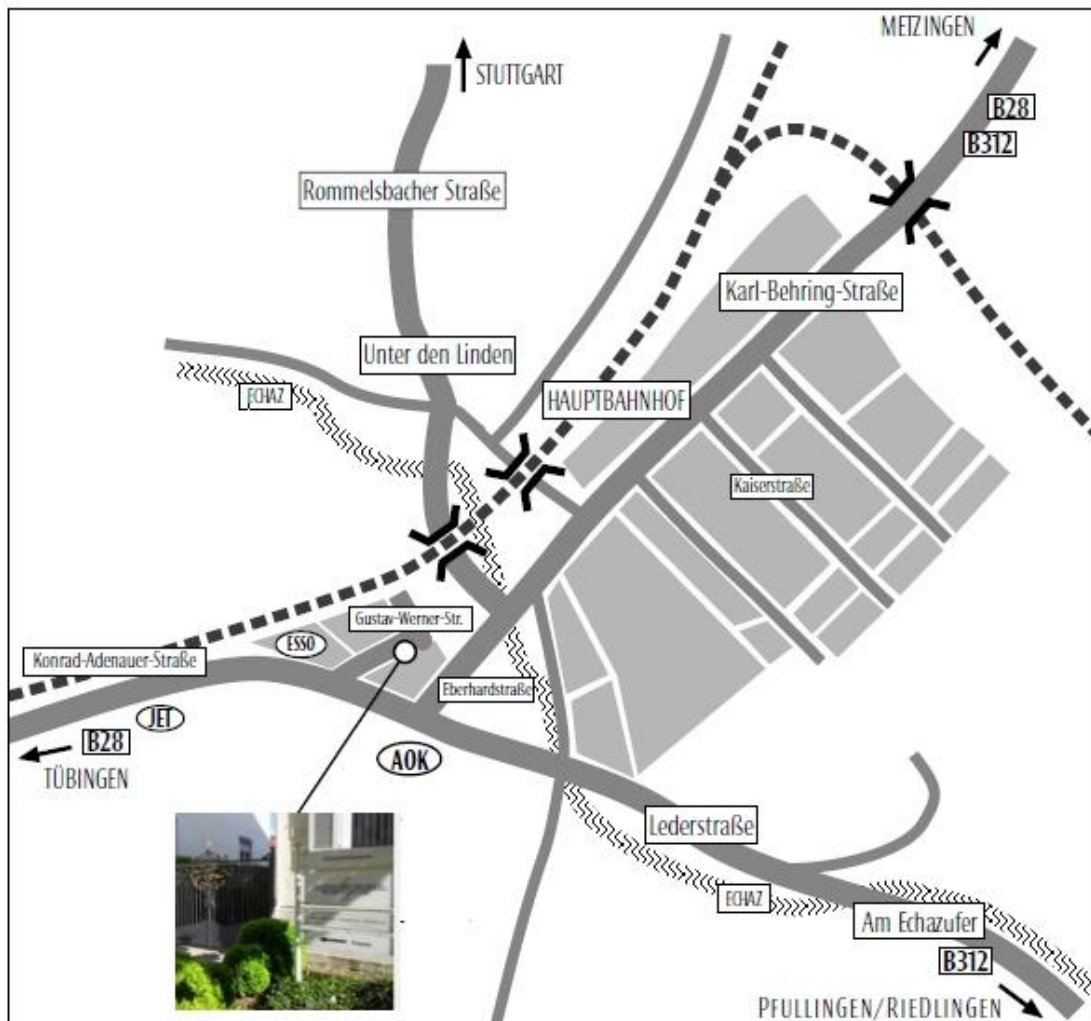 METZINGEN
STUTTGART
B28
B312
Rommelsbacher Straße
Karl-Behring-Straße
Unter den Linden
ECHAZ
HAUPTBAHNHOF
Kaiserstraße
Gustav-Werner-Str.
ESSO
Konrad-Adenauer-Straße
Eberhardstraße
JET
B28
TÜBINGEN
AOK
Lederstraße
ECHAZ
Am Echazufer
B312
PFULLINGEN/RIEDLINGEN